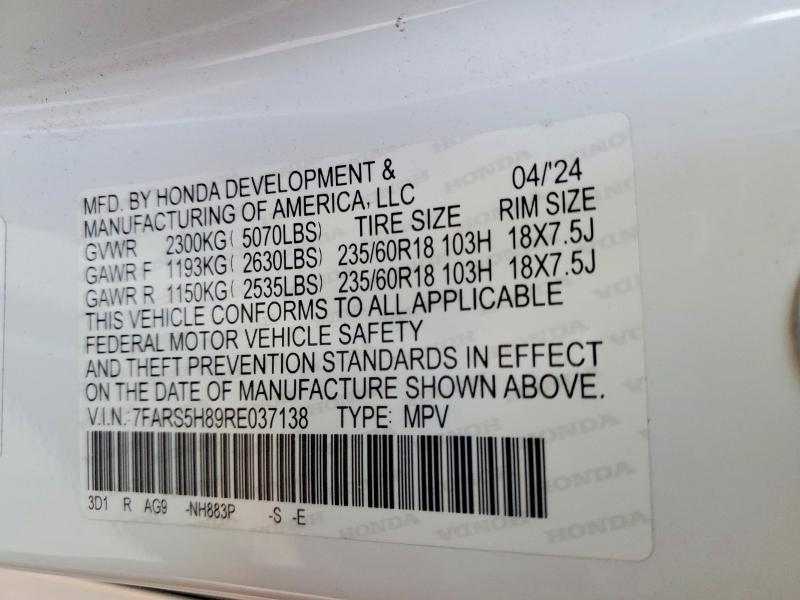 MFD. BY HONDA DEVELOPMENT & 04/'24
MANUFACTURING OF AMERICA, LLC
GVWR 2300KG( 5070LBS) TIRE SIZE RIM SIZE
GAWR F 1193KG( 2630LBS) 235/60R18 103H 18X7.5J
GAWR R 1150KG( 2535LBS) 235/60R18 103H 18X7.5J
THIS VEHICLE CONFORMS TO ALL APPLICABLE
FEDERAL MOTOR VEHICLE SAFETY
AND THEFT PREVENTION STANDARDS IN EFFECT
ON THE DATE OF MANUFACTURE SHOWN ABOVE.
V.I.N.: 7FARS5H89RE037138 TYPE: MPV
3D1 R AG9 -NH883P -S -E